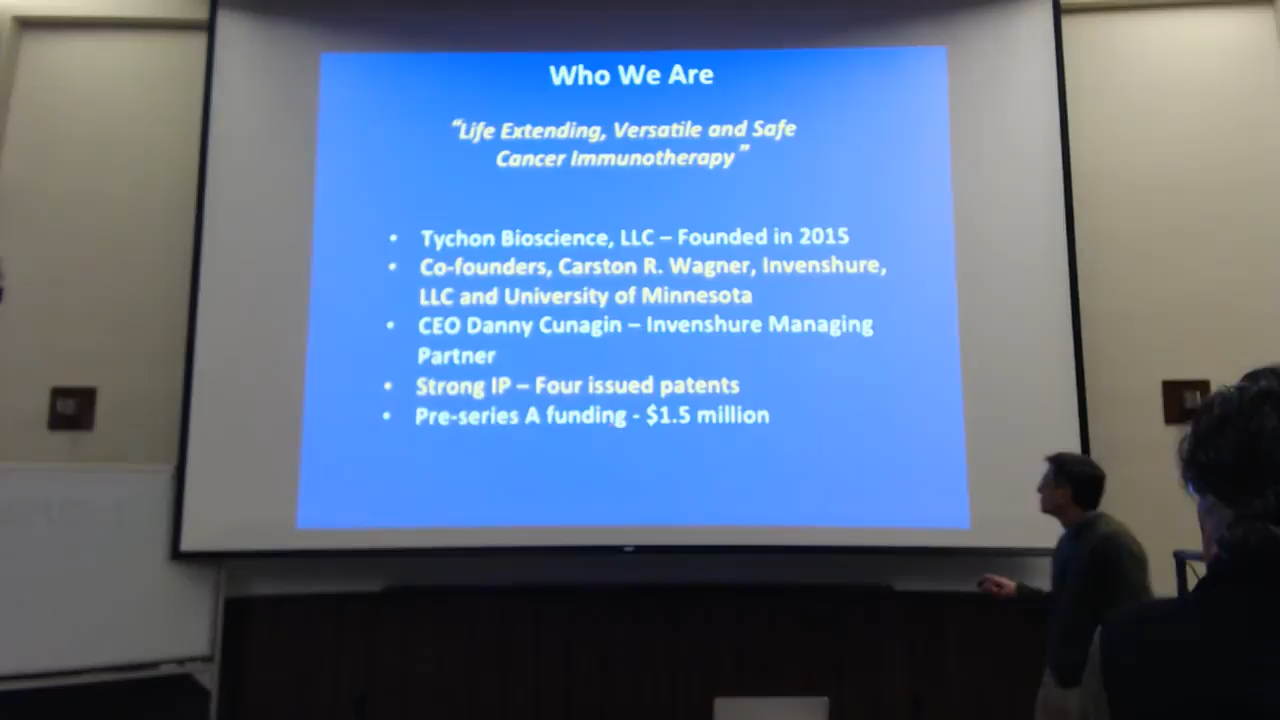 Who We Are
“Life Extending, Versatile and Safe
Cancer Immunotherapy”
• Tychon Bioscience, LLC – Founded in 2015
• Co-founders, Carston R. Wagner, Invenshure,
LLC and University of Minnesota
• CEO Danny Cunagin – Invenshure Managing
Partner
• Strong IP – Four issued patents
• Pre-series A funding - $1.5 million